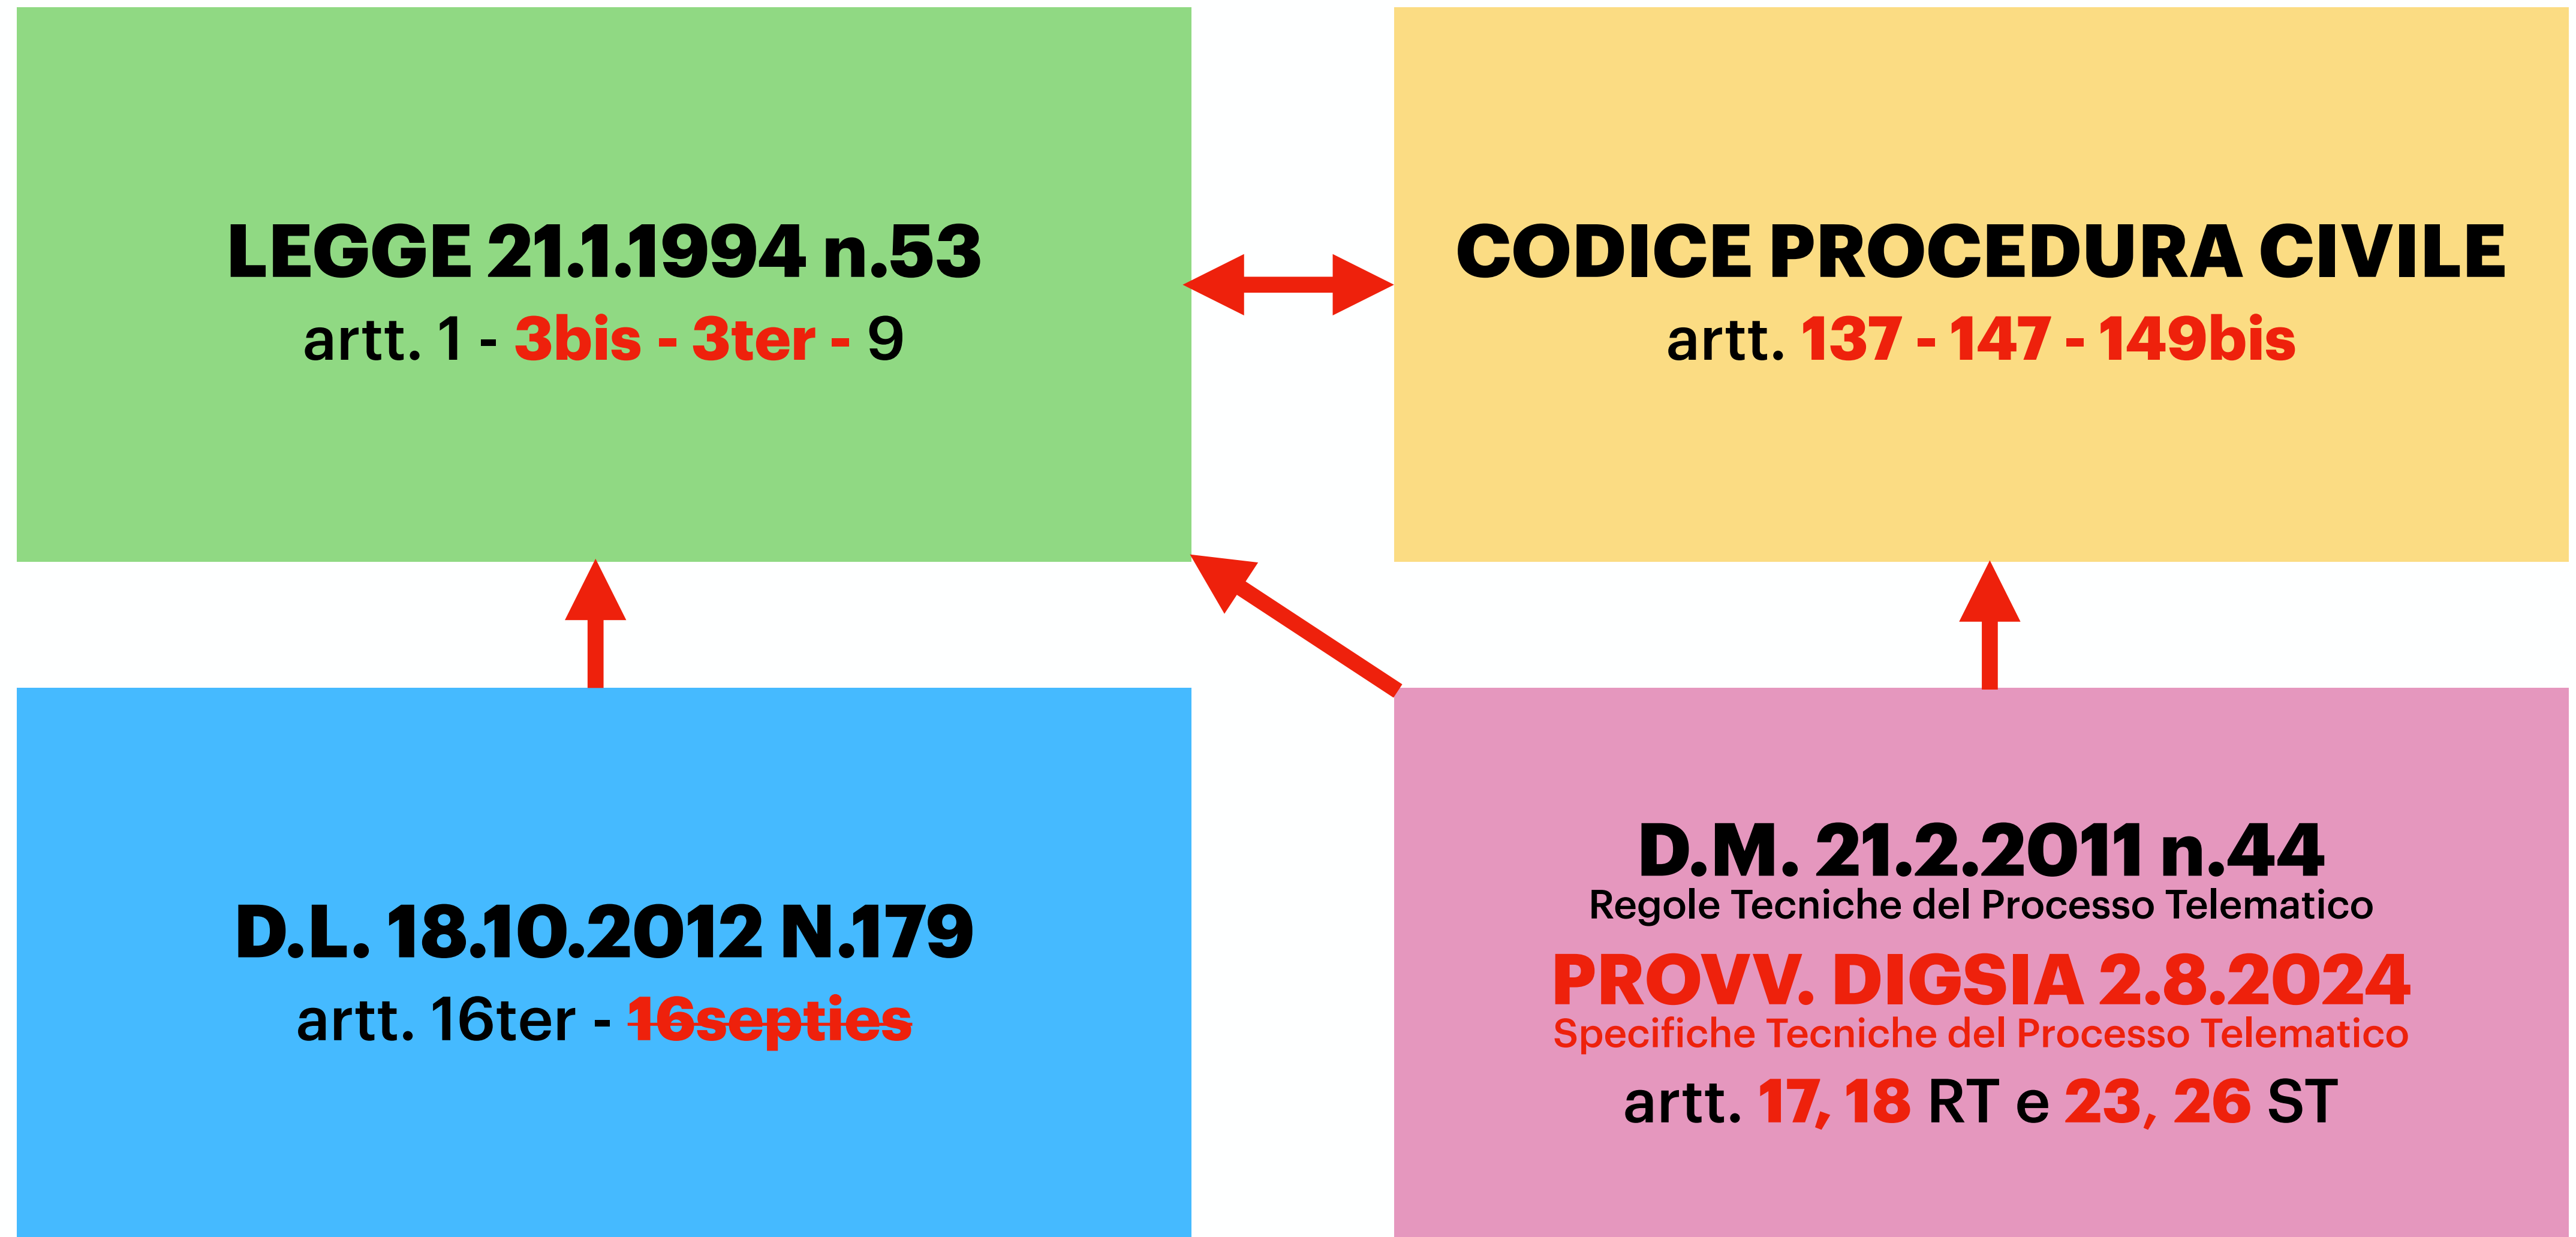 LEGGE 21.1.1994 n.53
artt. 1 - 3bis - 3ter - 9
CODICE PROCEDURA CIVILE
artt. 137 - 147 - 149bis
D.L. 18.10.2012 N.179
artt. 16ter - 16septies
D.M. 21.2.2011 n.44
Regole Tecniche del Processo Telematico
PROVV. DIGSIA 2.8.2024
Specifiche Tecniche del Processo Telematico
artt. 17, 18 RT e 23, 26 ST